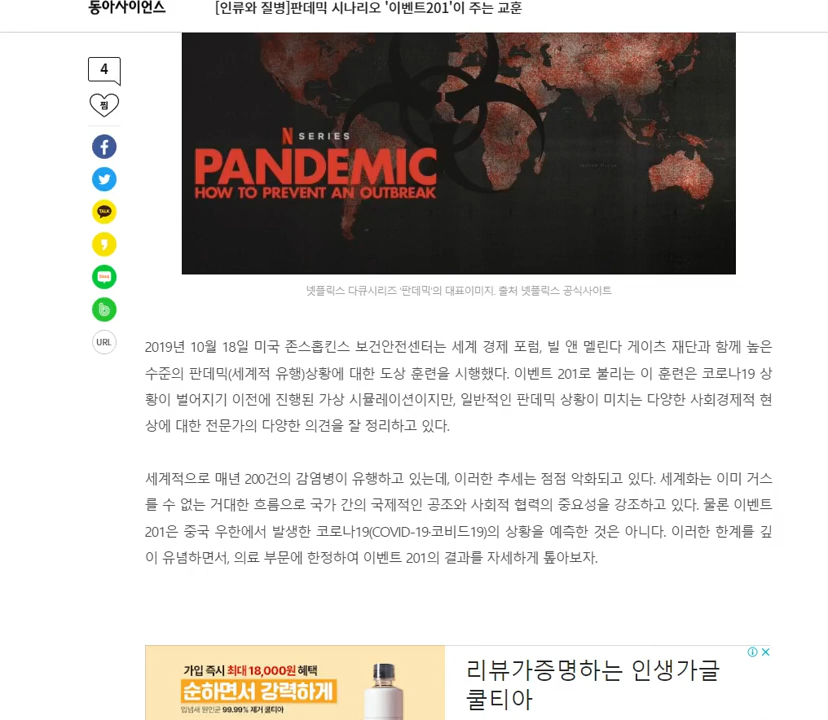 동아사이언스
[인류와 질병]판데믹 시나리오 '이벤트201'이 주는 교훈
4
찜
N SERIES
PANDEMIC
HOW TO PREVENT AN OUTBREAK
넷플릭스 다큐시리즈 '판데믹'의 대표이미지. 출처 넷플릭스 공식사이트
TALK
URL
2019년 10월 18일 미국 존스홉킨스 보건안전센터는 세계 경제 포럼, 빌 앤 멜린다 게이츠 재단과 함께 높은
수준의 판데믹(세계적 유행)상황에 대한 도상 훈련을 시행했다. 이벤트 201로 불리는 이 훈련은 코로나19 상
황이 벌어지기 이전에 진행된 가상 시뮬레이션이지만, 일반적인 판데믹 상황이 미치는 다양한 사회경제적 현
상에 대한 전문가의 다양한 의견을 잘 정리하고 있다.
세계적으로 매년 200건의 감염병이 유행하고 있는데, 이러한 추세는 점점 악화되고 있다. 세계화는 이미 거스
를 수 없는 거대한 흐름으로 국가 간의 국제적인 공조와 사회적 협력의 중요성을 강조하고 있다. 물론 이벤트
201은 중국 우한에서 발생한 코로나19(COVID-19·코비드19)의 상황을 예측한 것은 아니다. 이러한 한계를 깊
이 유념하면서, 의료 부문에 한정하여 이벤트 201의 결과를 자세하게 톺아보자.
가입 즉시 최대 18,000원 혜택
순하면서 강력하게
입냄새 원인균 99.99% 제거 쿨티아
리뷰가증명하는 인생가글
쿨티아